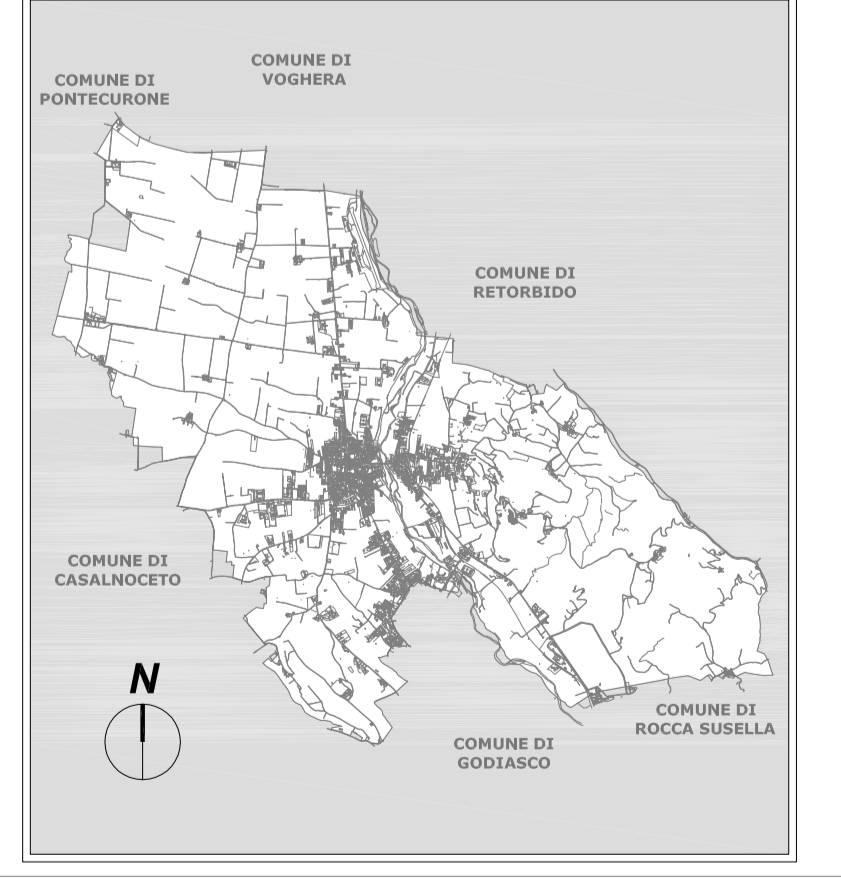 COMUNE DI
VOGHERA
COMUNE DI
PONTECURONE
COMUNE DI
RETORBIDO
COMUNE DI
CASALNOCETO
N
COMUNE DI
ROCCA SUSELLA
COMUNE DI
GODIASCO